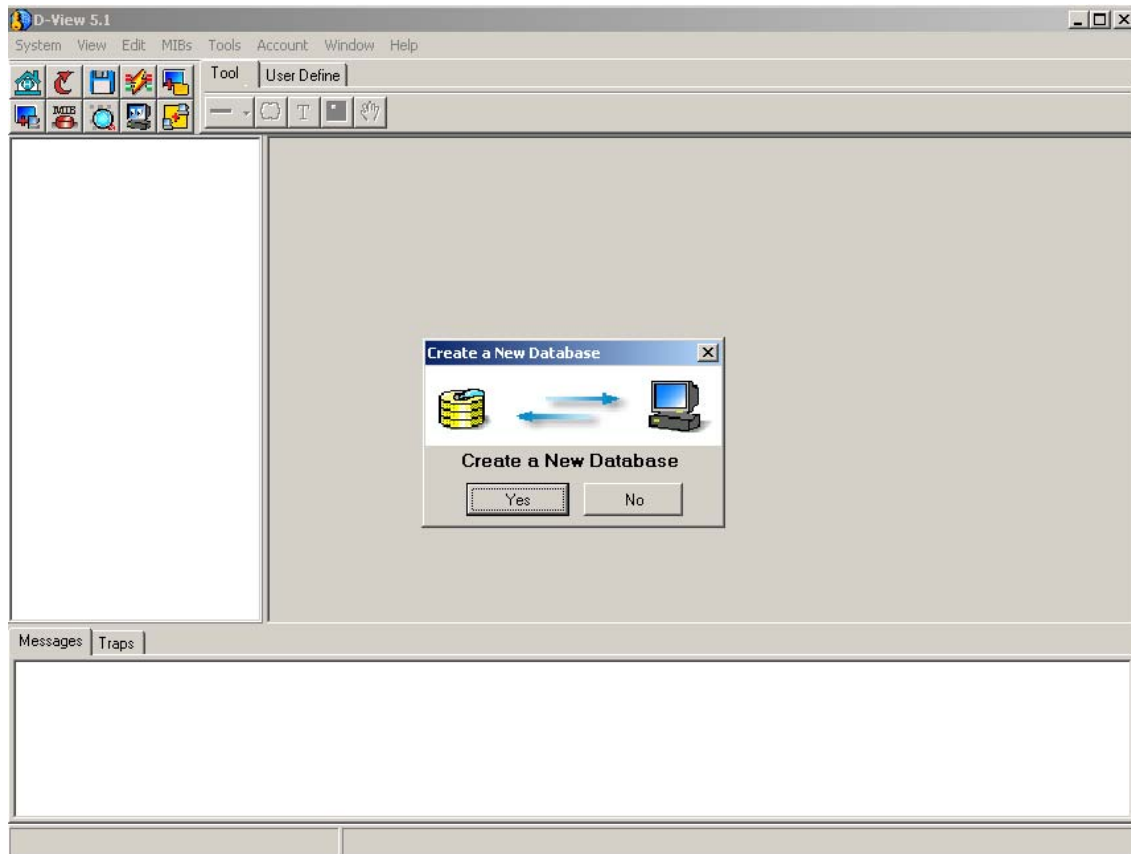 D-View 5.1
System View Edit MIBs Tools Account Window Help
Tool User Define
MIB
T
Create a New Database
Create a New Database
Yes No
Messages Traps